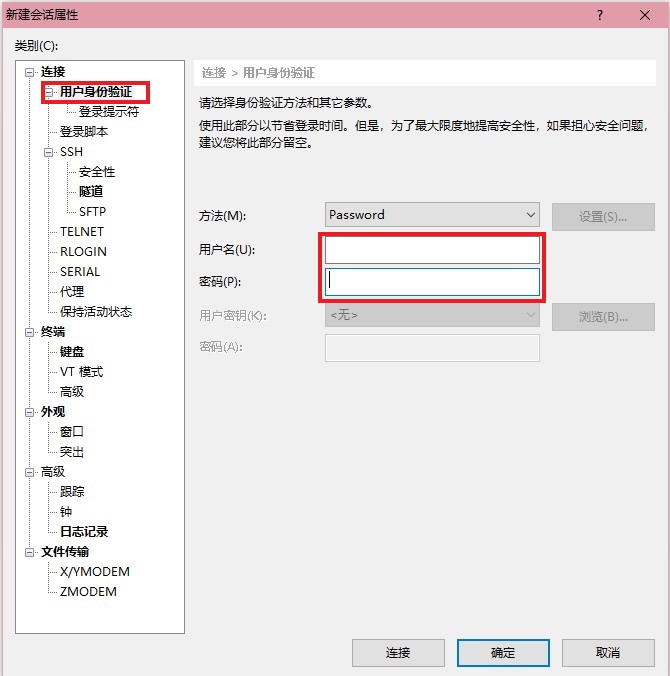 新建会话属性
?
类别(C):
连接
用户身份验证
登录提示符
登录脚本
SSH
安全性
隧道
SFTP
TELNET
RLOGIN
SERIAL
代理
保持活动状态
终端
键盘
VT 模式
高级
外观
窗口
突出
高级
跟踪
钟
日志记录
文件传输
X/YMODEM
ZMODEM
连接 > 用户身份验证
请选择身份验证方法和其它参数。
使用此部分以节省登录时间。但是，为了最大限度地提高安全性，如果担心安全问题，
建议您将此部分留空。
方法(M): Password 设置(S)...
用户名(U):
密码(P):
用户密钥(K): <无> 浏览(B)...
密码(A):
连接 确定 取消